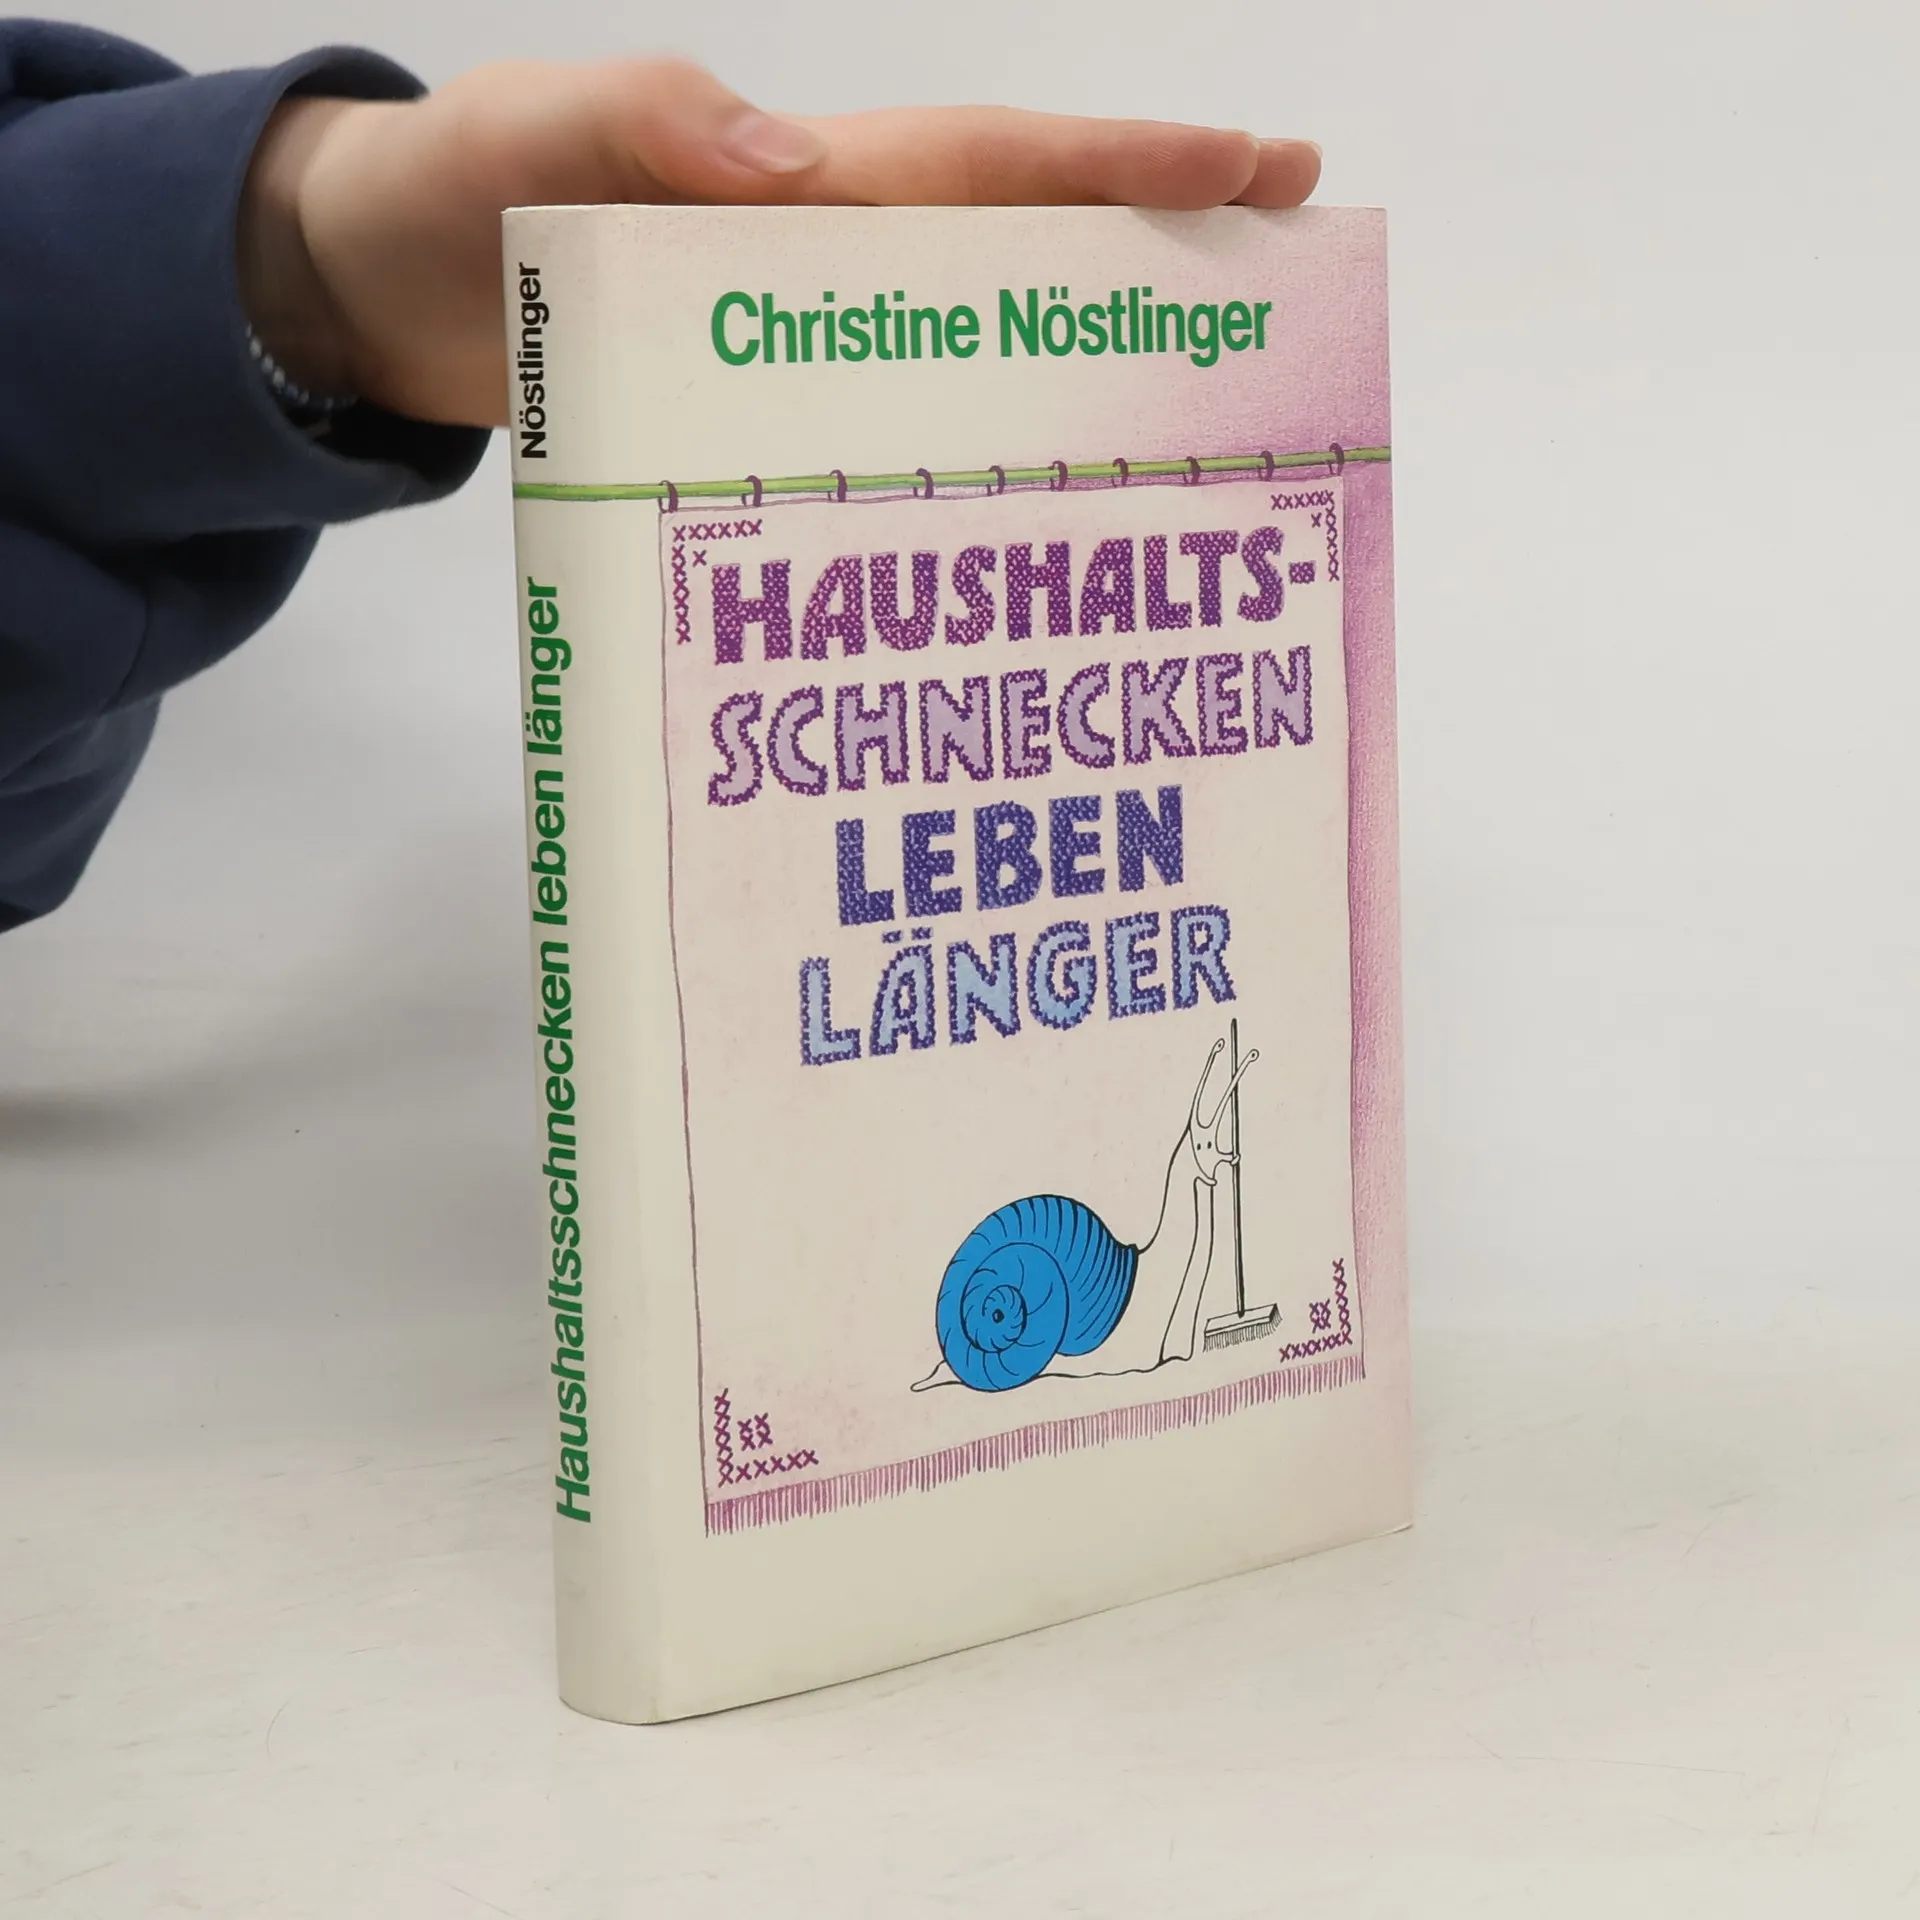 Nöstlinger
Haushaltsschnecken leben länger
Christine Nöstlinger
HAUSHALTS-
SCHNECKEN
LEBEN
LÄNGER